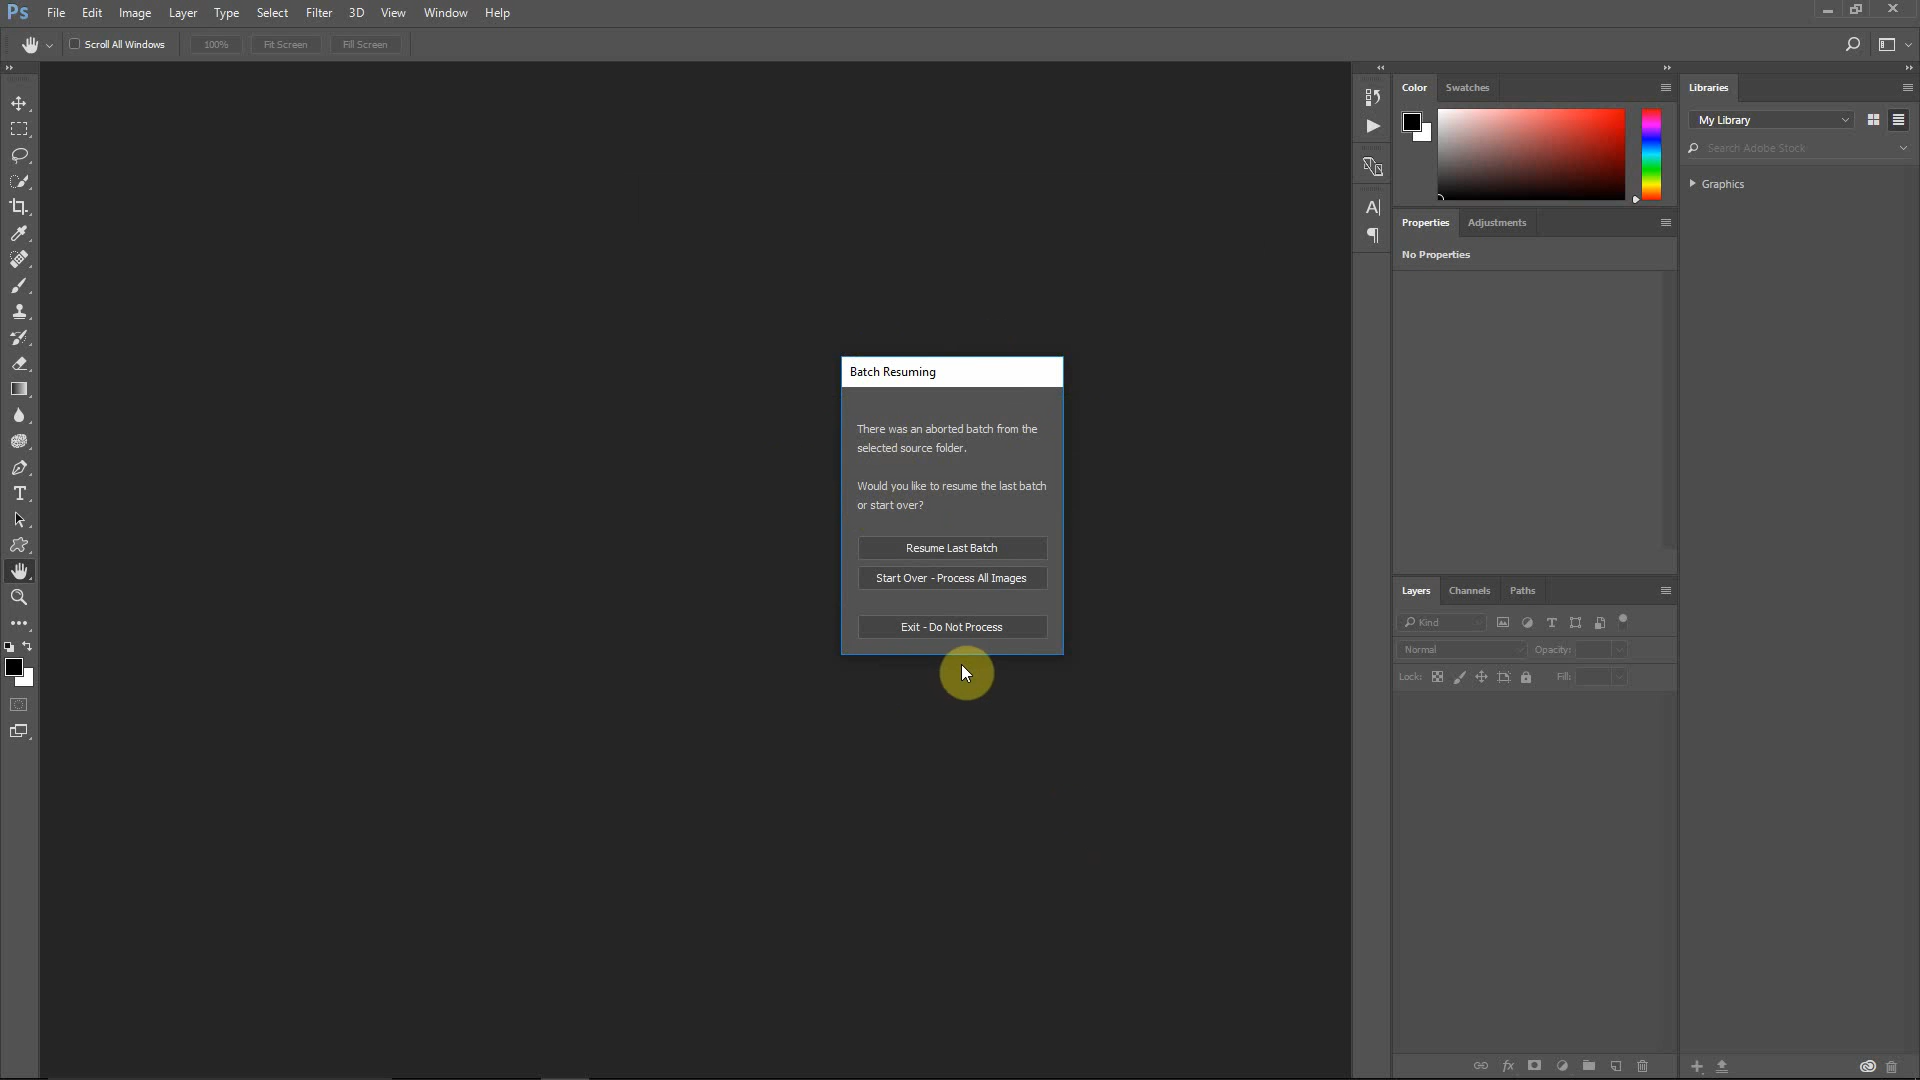 Ps File Edit Image Layer Type Select Filter 3D View Window Help
Scroll All Windows 100% Fit Screen Fill Screen
Color Swatches
Libraries
My Library
Search Adobe Stock
Graphics
Properties Adjustments
No Properties
Batch Resuming
There was an aborted batch from the
selected source folder.
Would you like to resume the last batch
or start over?
Resume Last Batch
Start Over - Process All Images
Exit - Do Not Process
Layers Channels Paths
Kind
Normal Opacity:
Lock: Fill:
fx